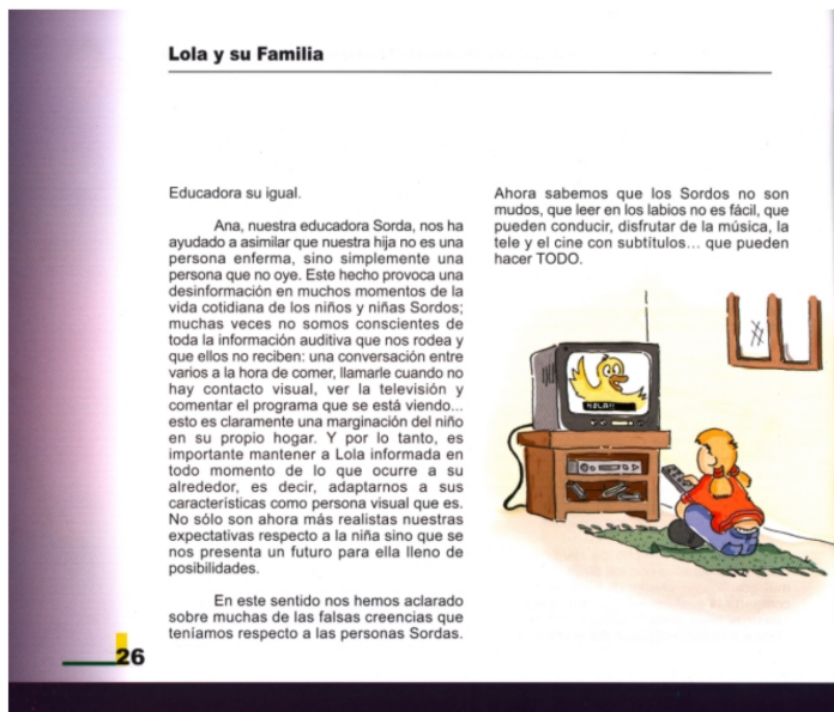 Lola y su Familia
Educadora su igual.
Ana, nuestra educadora Sorda, nos ha
ayudado a asimilar que nuestra hija no es una
persona enferma, sino simplemente una
persona que no oye. Este hecho provoca una
desinformación en muchos momentos de la
vida cotidiana de los niños y niñas Sordos;
muchas veces no somos conscientes de
toda la información auditiva que nos rodea y
que ellos no reciben: una conversación entre
varios a la hora de comer, llamarle cuando no
hay contacto visual, ver la televisión y
comentar el programa que se está viendo...
esto es claramente una marginación del niño
en su propio hogar. Y por lo tanto, es
importante mantener a Lola informada en
todo momento de lo que ocurre a su
alrededor, es decir, adaptarnos a sus
características como persona visual que es.
No sólo son ahora más realistas nuestras
expectativas respecto a la niña sino que se
nos presenta un futuro para ella lleno de
posibilidades.
En este sentido nos hemos aclarado
sobre muchas de las falsas creencias que
teníamos respecto a las personas Sordas.
Ahora sabemos que los Sordos no son
mudos, que leer en los labios no es fácil, que
pueden conducir, disfrutar de la música, la
tele y el cine con subtítulos... que pueden
hacer TODO.
26